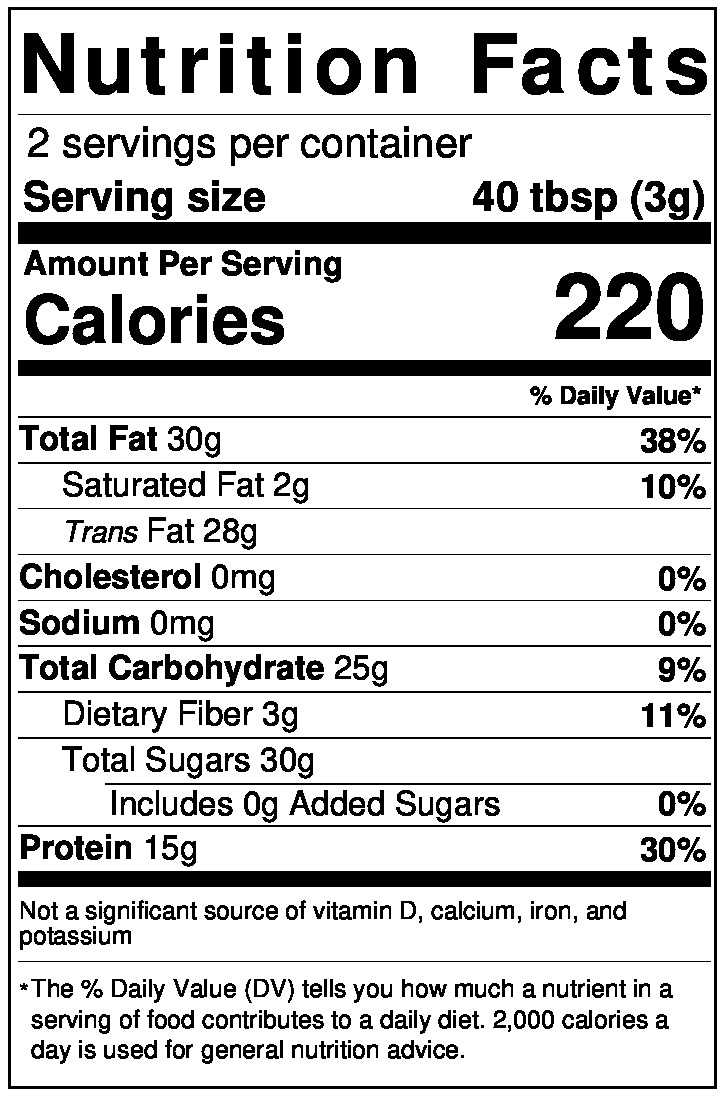 Nutrition Facts
2 servings per container
Serving size 40 tbsp (3g)
Amount Per Serving
Calories 220
% Daily Value*
Total Fat 30g 38%
Saturated Fat 2g 10%
Trans Fat 28g
Cholesterol 0mg 0%
Sodium 0mg 0%
Total Carbohydrate 25g 9%
Dietary Fiber 3g 11%
Total Sugars 30g
Includes 0g Added Sugars 0%
Protein 15g 30%
Not a significant source of vitamin D, calcium, iron, and
potassium
*The % Daily Value (DV) tells you how much a nutrient in a
serving of food contributes to a daily diet. 2,000 calories a
day is used for general nutrition advice.